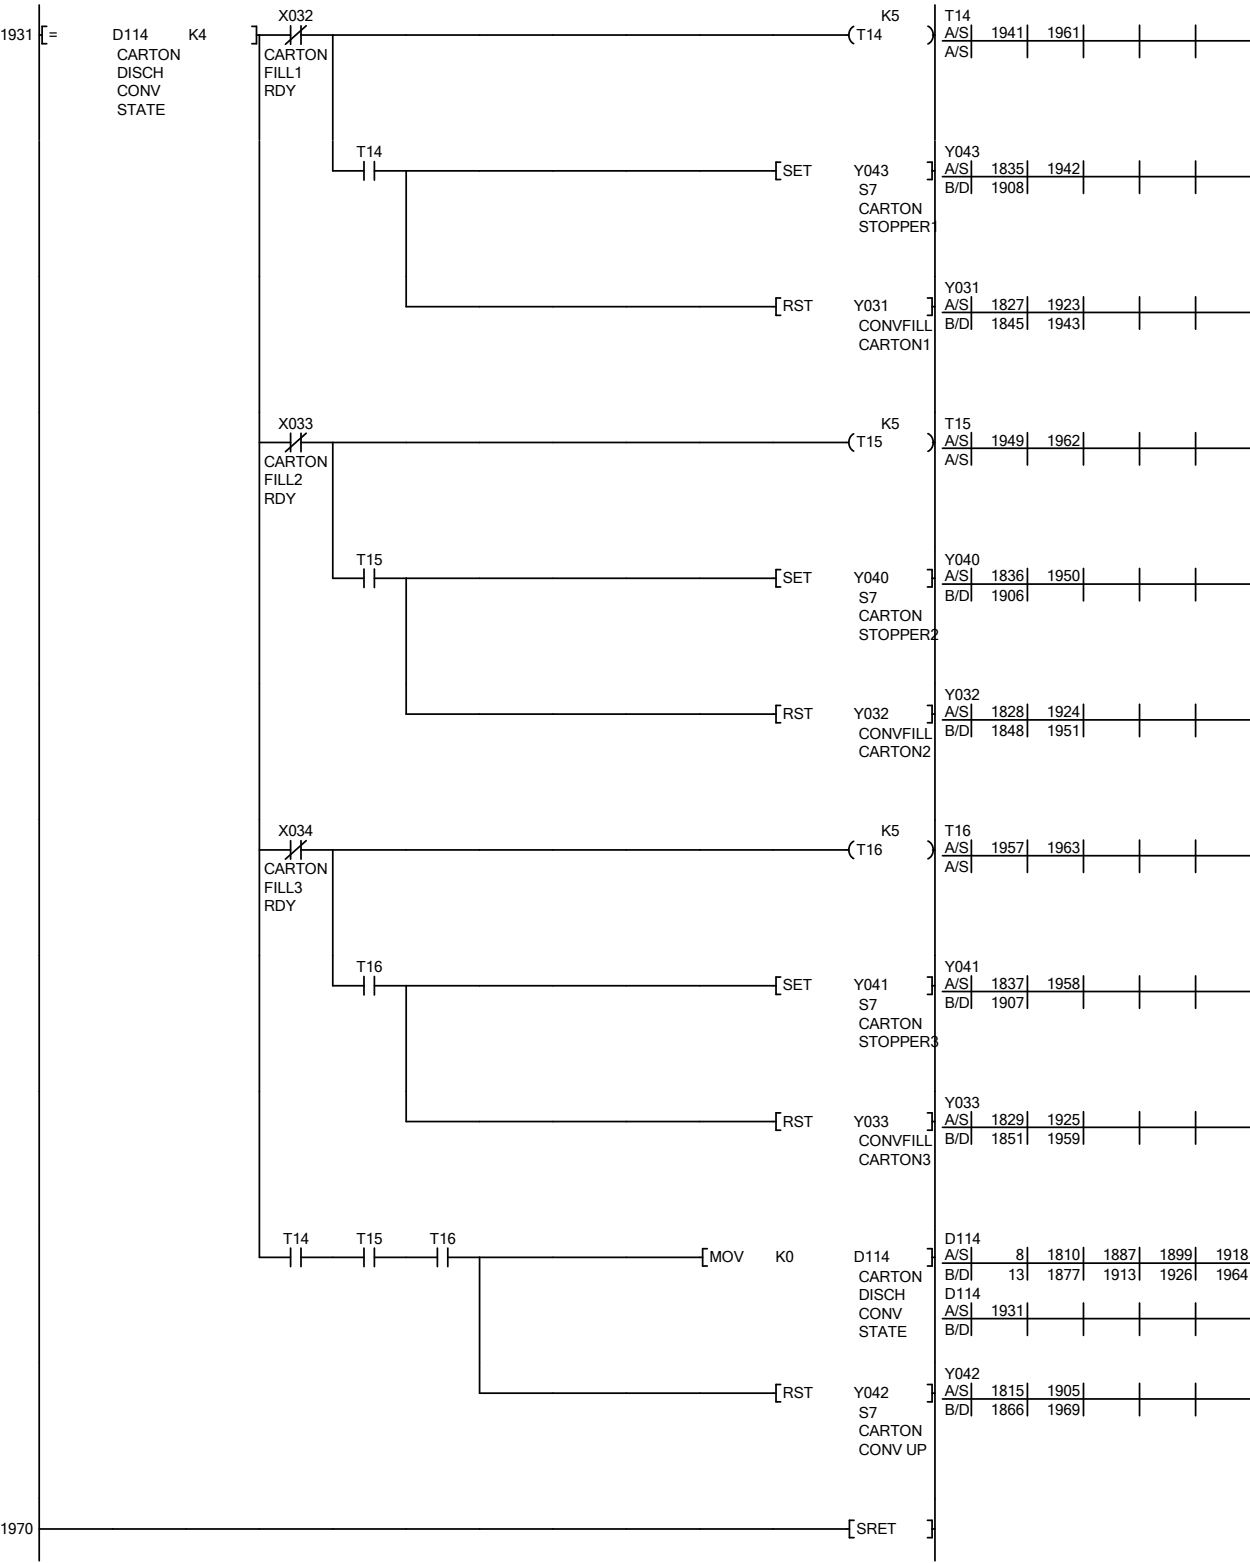 X032 K5 T14
1931 = D114 K4 T14 A/S 1941 1961
CARTON CARTON A/S
DISCH FILL1
CONV RDY
STATE
T14 Y043
SET Y043 A/S 1835 1942
S7 B/D 1908
CARTON
STOPPER1
Y031
RST Y031 A/S 1827 1923
CONVFILL B/D 1845 1943
CARTON1
X033 K5 T15
T15 A/S 1949 1962
CARTON A/S
FILL2
RDY
T15 Y040
SET Y040 A/S 1836 1950
S7 B/D 1906
CARTON
STOPPER2
Y032
RST Y032 A/S 1828 1924
CONVFILL B/D 1848 1951
CARTON2
X034 K5 T16
T16 A/S 1957 1963
CARTON A/S
FILL3
RDY
T16 Y041
SET Y041 A/S 1837 1958
S7 B/D 1907
CARTON
STOPPER3
Y033
RST Y033 A/S 1829 1925
CONVFILL B/D 1851 1959
CARTON3
T14 T15 T16 D114
MOV K0 D114 A/S 8 1810 1887 1899 1918
CARTON B/D 13 1877 1913 1926 1964
DISCH D114
CONV A/S 1931
STATE B/D
Y042
RST Y042 A/S 1815 1905
S7 B/D 1866 1969
CARTON
CONV UP
1970 SRET